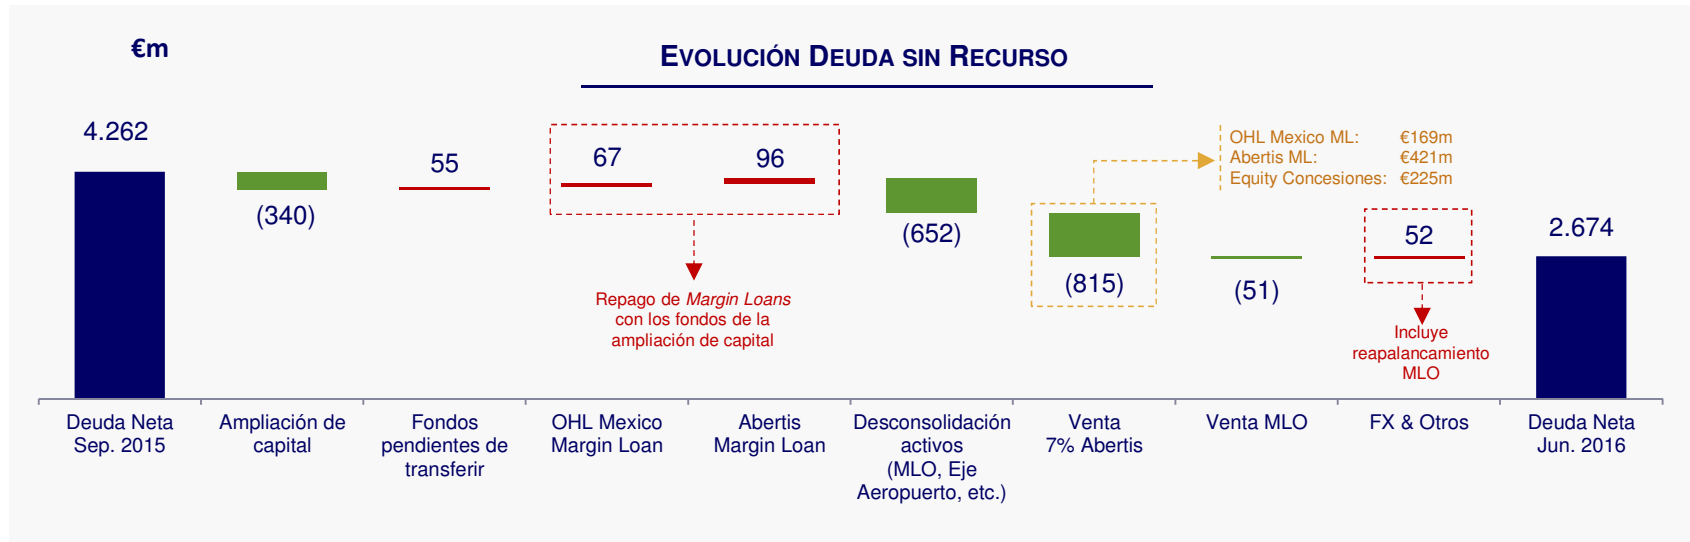 €m
EVOLUCIÓN DEUDA SIN RECURSO
4.262
(340)
55
67
96
(652)
(815)
(51)
52
2.674
OHL Mexico ML: €169m
Abertis ML: €421m
Equity Concesiones: €225m
Repago de Margin Loans
con los fondos de la
ampliación de capital
Incluye
reapalancamiento
MLO
Deuda Neta
Sep. 2015
Ampliación de
capital
Fondos
pendientes de
transferir
OHL Mexico
Margin Loan
Abertis
Margin Loan
Desconsolidación
activos
(MLO, Eje
Aeropuerto, etc.)
Venta
7% Abertis
Venta MLO
FX & Otros
Deuda Neta
Jun. 2016